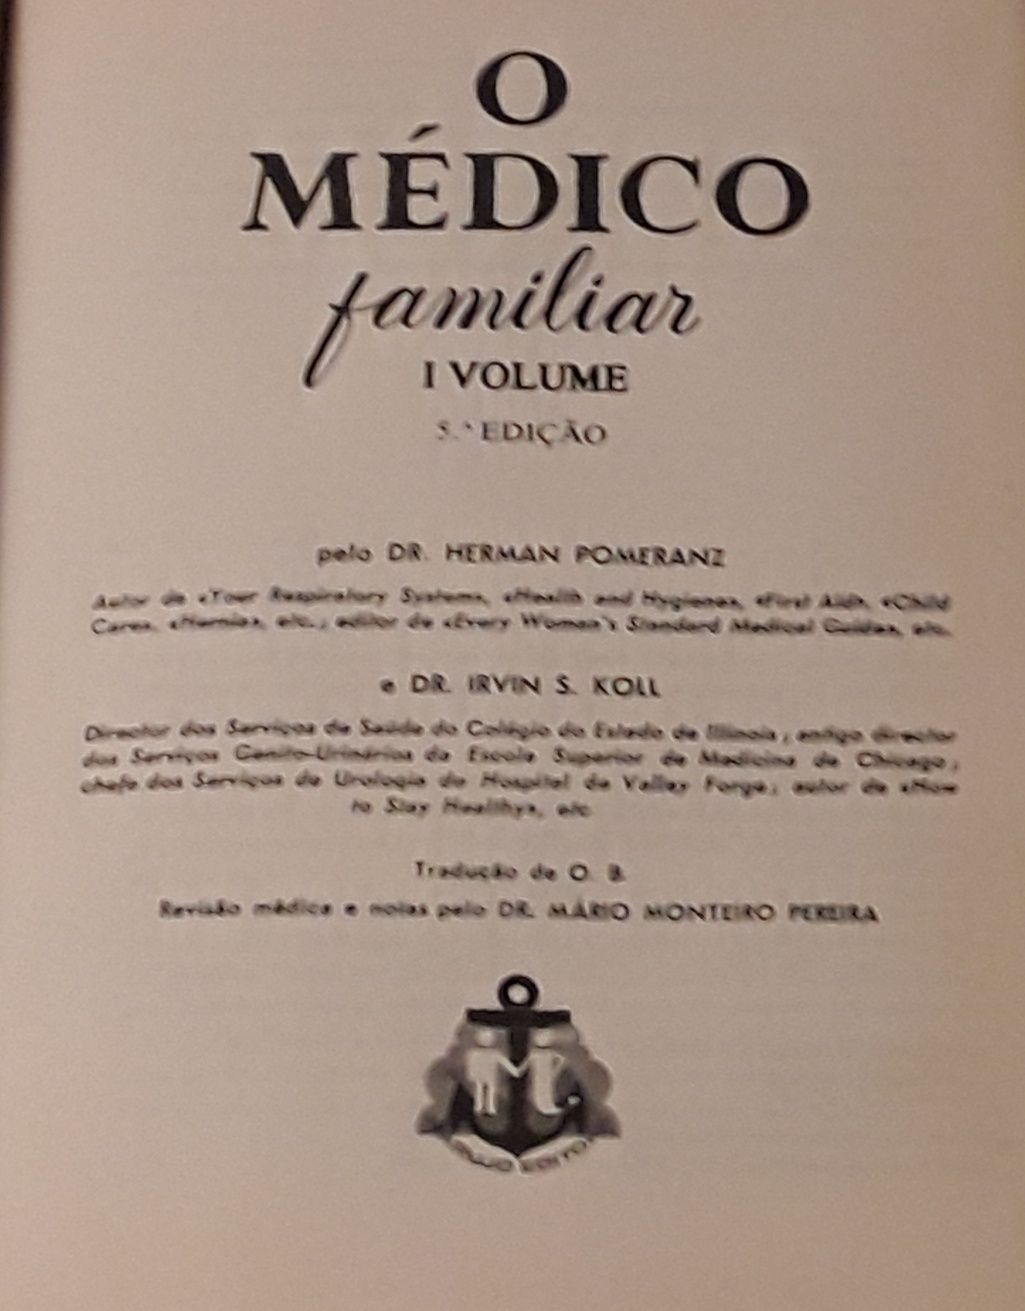 O
MÉDICO
familiar
I VOLUME
5.ª EDIÇÃO
pelo DR. HERMAN POMERANZ
Autor de «Your Respiratory System», «Health and Hygiene», «First Aid», «Child
Care», «Hernia», etc.; editor de «Every Woman's Standard Medical Guide», etc.
e DR. IRVIN S. KOLL
Director dos Serviços de Saúde do Colégio do Estado de Illinois; antigo director
dos Serviços Genito-Urinários da Escola Superior de Medicina de Chicago;
chefe dos Serviços de Urologia do Hospital de Valley Forge; autor de «How
to Stay Healthy», etc.
Tradução de O. B.
Revisão médica e notas pelo DR. MÁRIO MONTEIRO PEREIRA